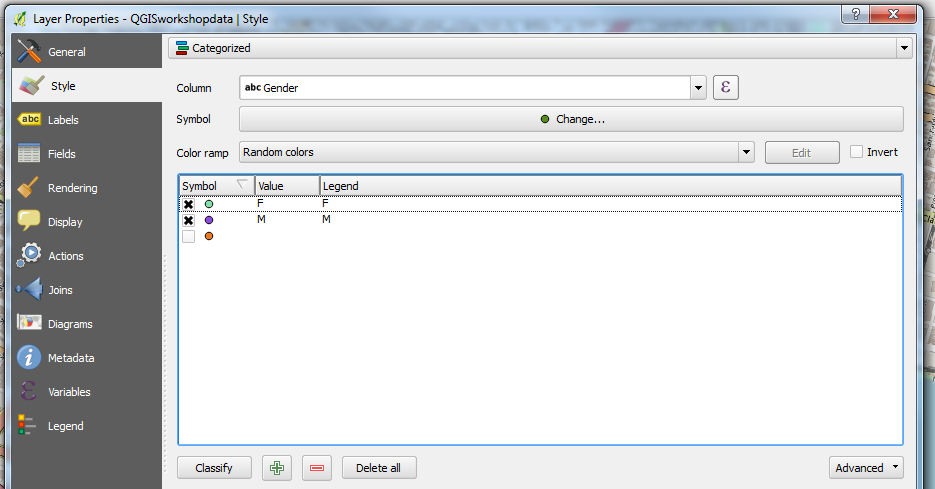 Layer Properties - QGISworkshopdata | Style
General
Categorized
Style
Column
abc Gender
ε
Labels
abc
Symbol
Change...
Fields
Color ramp
Random colors
Edit
Invert
Rendering
Symbol Value Legend
F F
M M
Display
Actions
Joins
Diagrams
Metadata
Variables
Legend
Classify
Delete all
Advanced